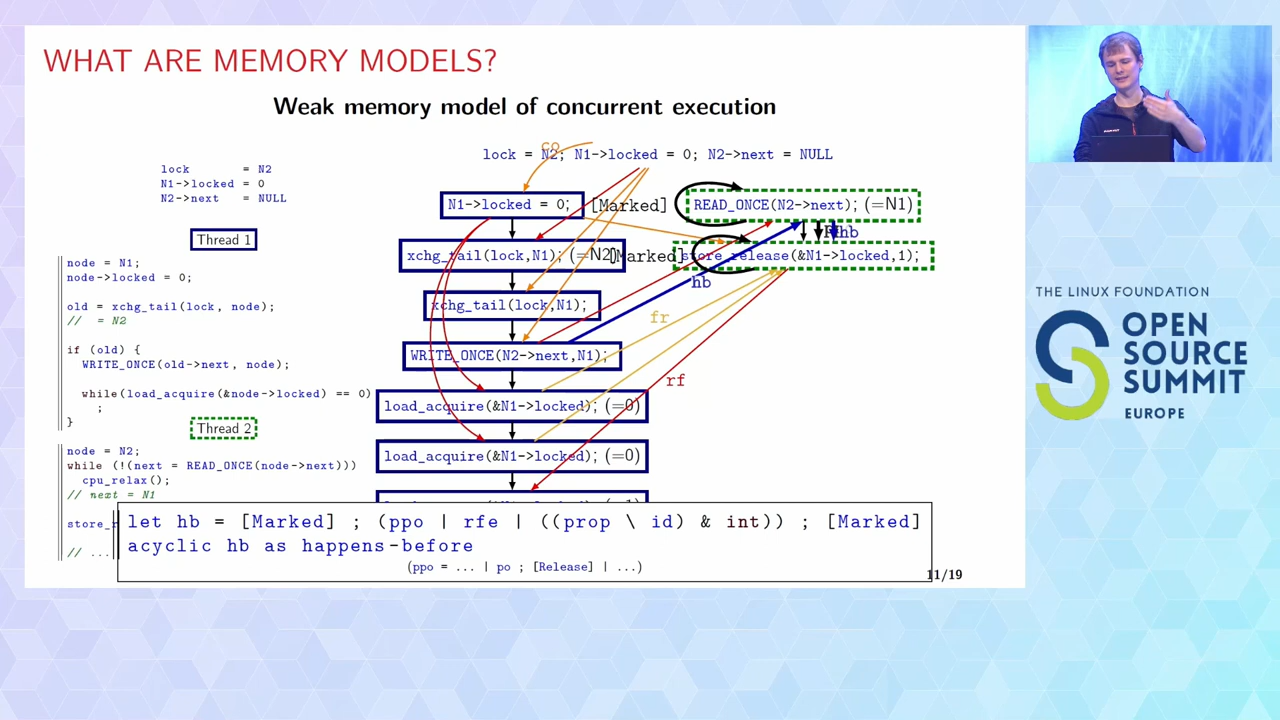 WHAT ARE MEMORY MODELS?
Weak memory model of concurrent execution
lock = N2
N1->locked = 0
N2->next = NULL
Thread 1
node = N1;
node->locked = 0;
old = xchg_tail(lock, node);
// = N2
if (old) {
WRITE_ONCE(old->next, node);
while(load_acquire(&node->locked) == 0)
;
}
Thread 2
node = N2;
while (!(next = READ_ONCE(node->next)))
cpu_relax();
// next = N1
// ...
co
lock = N2; N1->locked = 0; N2->next = NULL
N1->locked = 0;
[Marked]
READ_ONCE(N2->next); (=N1)
hb
xchg_tail(lock,N1); (=N2)
[Marked]
store_release(&N1->locked,1);
hb
xchg_tail(lock,N1);
fr
WRITE_ONCE(N2->next,N1);
rf
load_acquire(&N1->locked); (=0)
load_acquire(&N1->locked); (=0)
let hb = [Marked] ; (ppo | rfe | ((prop \ id) & int)) ; [Marked]
acyclic hb as happens-before
(ppo = ... | po ; [Release] | ...)
11/19
THE LINUX FOUNDATION
OPEN
SOURCE
SUMMIT
EUROPE